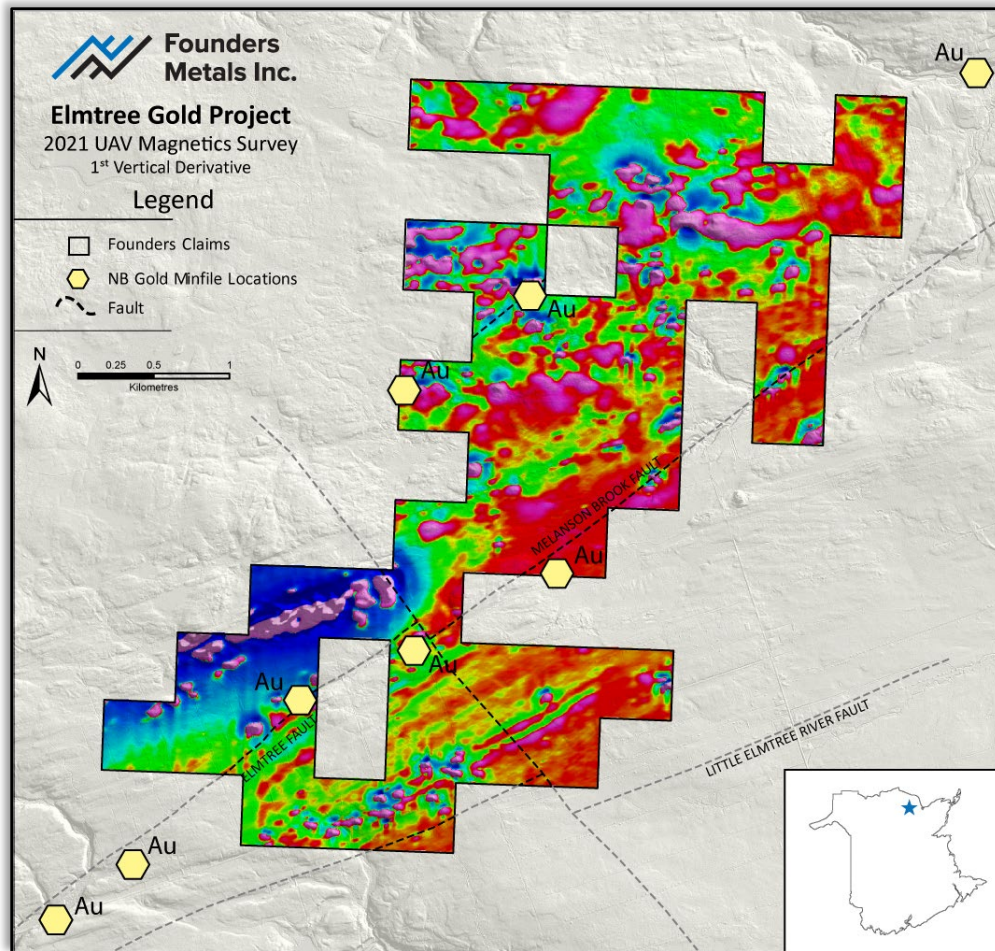 Founders
Metals Inc.
Elmtree Gold Project
2021 UAV Magnetics Survey
1st Vertical Derivative
Legend
Founders Claims
NB Gold Minfile Locations
Fault
N
0 0.25 0.5 1
Kilometres
Au
Au
Au
MELANSON BROOK FAULT
Au
Au
Au
ELMTREE FAULT
LITTLE ELMTREE RIVER FAULT
Au
Au